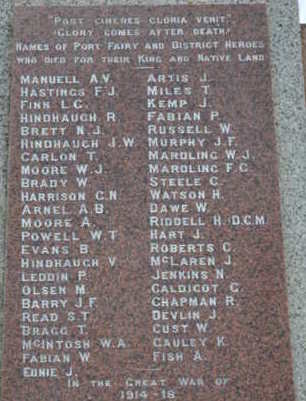 "POST CINERES GLORIA VENIT"
(GLORY COMES AFTER DEATH)
NAMES OF PORT FAIRY AND DISTRICT HEROES
WHO DIED FOR THEIR KING AND NATIVE LAND
MANUELL A.V.
HASTINGS F.J.
FINN L.G.
HINDHAUGH R.
BRETT N.J.
HINDHAUGH J.W.
CARLON T.
MOORE W.J.
BRADY W.
HARRISON C.N.
ARNEL A.B.
MOORE A.
POWELL W.T.
EVANS B.
HINDHAUGH V.
LEDDIN P.
OLSEN M.
BARRY J.F.
READ S.T.
BRAGG T.
MCINTOSH W.A.
FABIAN W.
EDNIE J.
ARTIS J.
MILES T.
KEMP J.
FABIAN P.
RUSSELL W.
MURPHY J.F.
MARDLING W.J.
MARDLING F.G.
STEELE C.
WATSON H.
DAWE W.
RIDDELL H. D.C.M.
HART J.
ROBERTS C.
MCLAREN J.
JENKINS N.
CALDICOT G.
CHAPMAN R.
DEVLIN J.
CUST W.
GAULEY K.
FISH A.
IN THE GREAT WAR OF
1914-18.